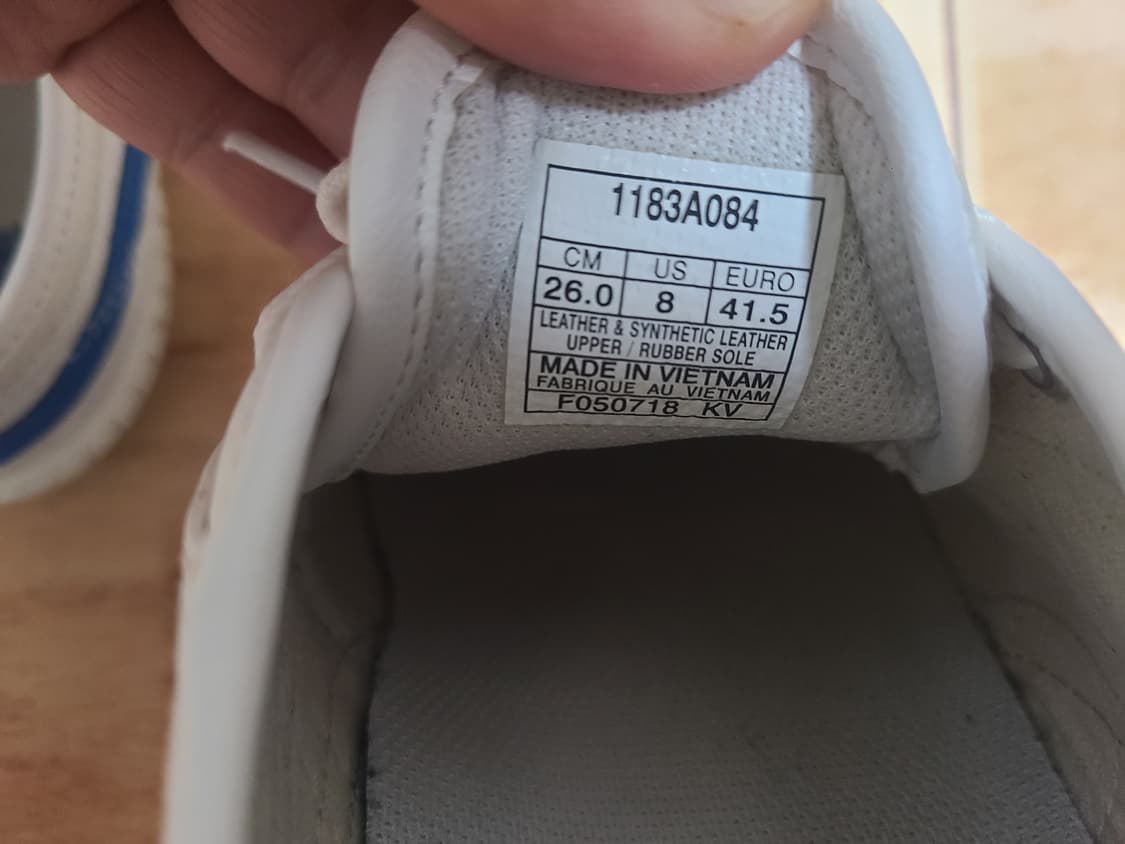 1183A084
CM US EURO
26.0 8 41.5
LEATHER & SYNTHETIC LEATHER
UPPER / RUBBER SOLE
MADE IN VIETNAM
FABRIQUE AU VIETNAM
F050718 KV